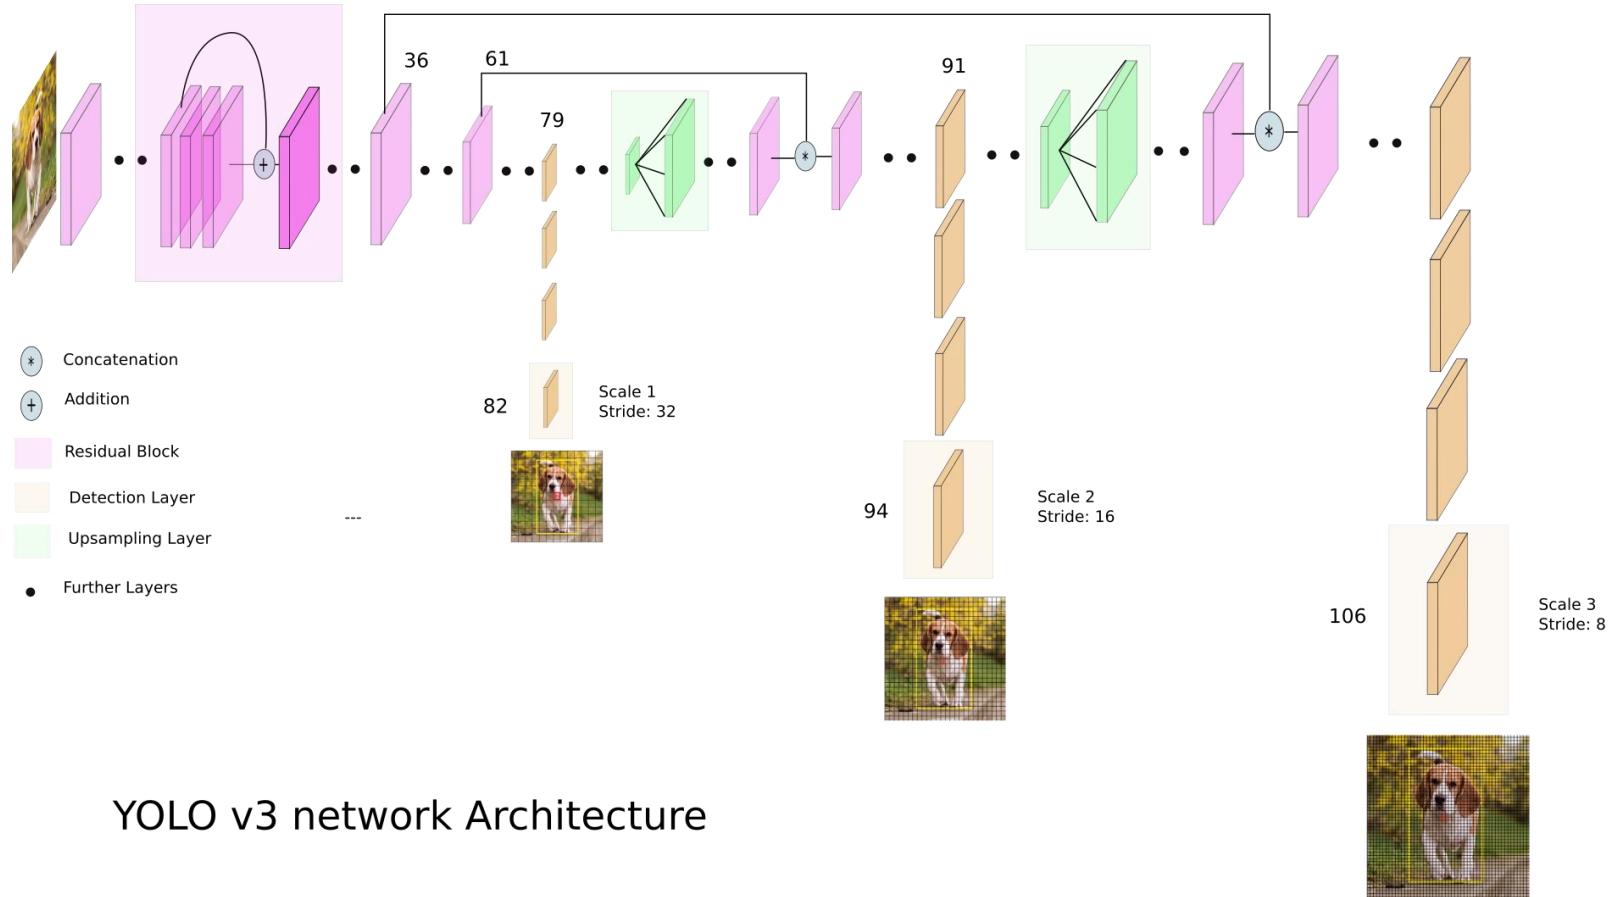 36
61
91
79
Concatenation
Addition
Residual Block
Detection Layer
Upsampling Layer
Further Layers
---
82
Scale 1
Stride: 32
94
Scale 2
Stride: 16
106
Scale 3
Stride: 8
YOLO v3 network Architecture